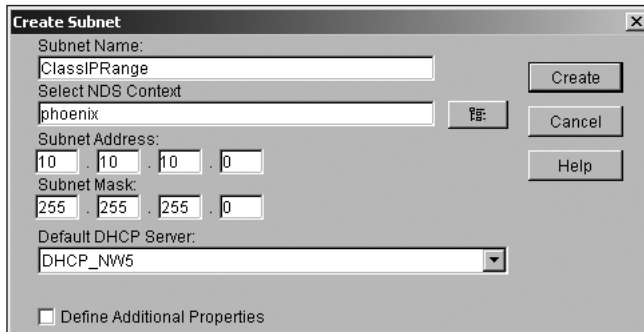 Create Subnet
Subnet Name:
ClassIPRange
Create
Select NDS Context
phoenix
Cancel
Subnet Address:
10 . 10 . 10 . 0
Help
Subnet Mask:
255 . 255 . 255 . 0
Default DHCP Server:
DHCP_NW5
Define Additional Properties